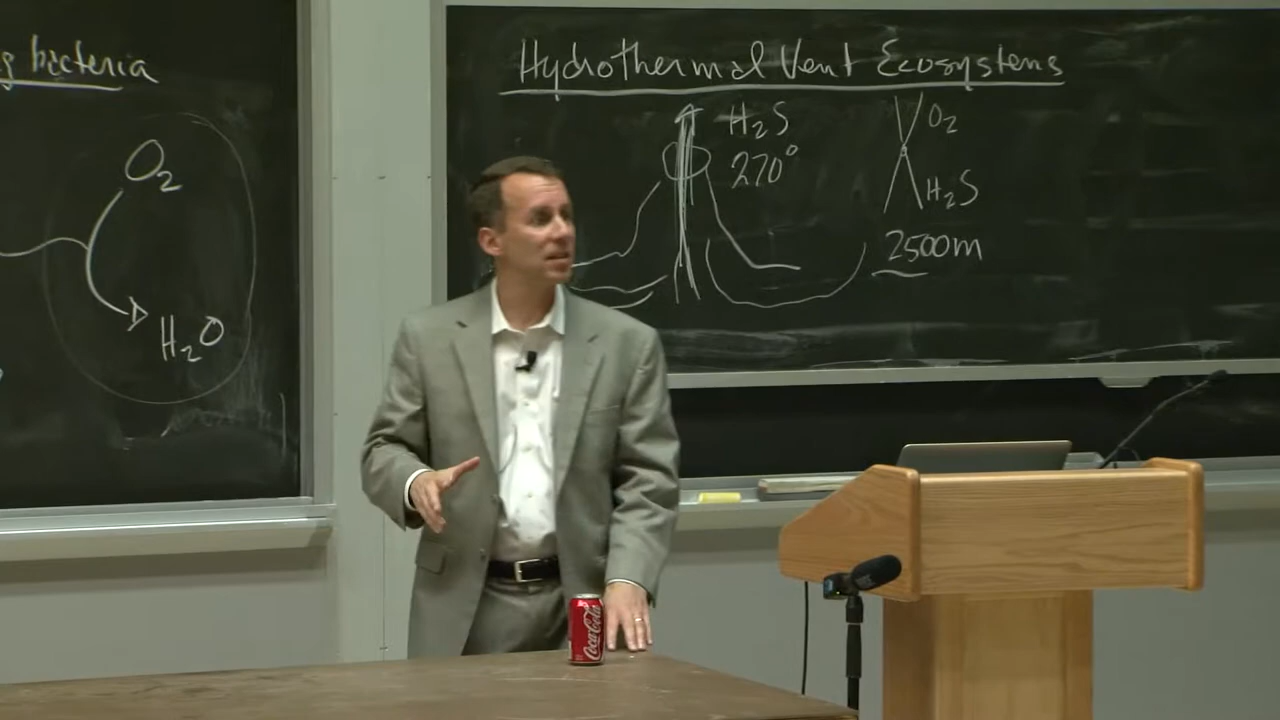 g bacteria
O₂
H₂O
Hydrothermal Vent Ecosystems
H₂S
270°
O₂
H₂S
2500m
Coca-Cola